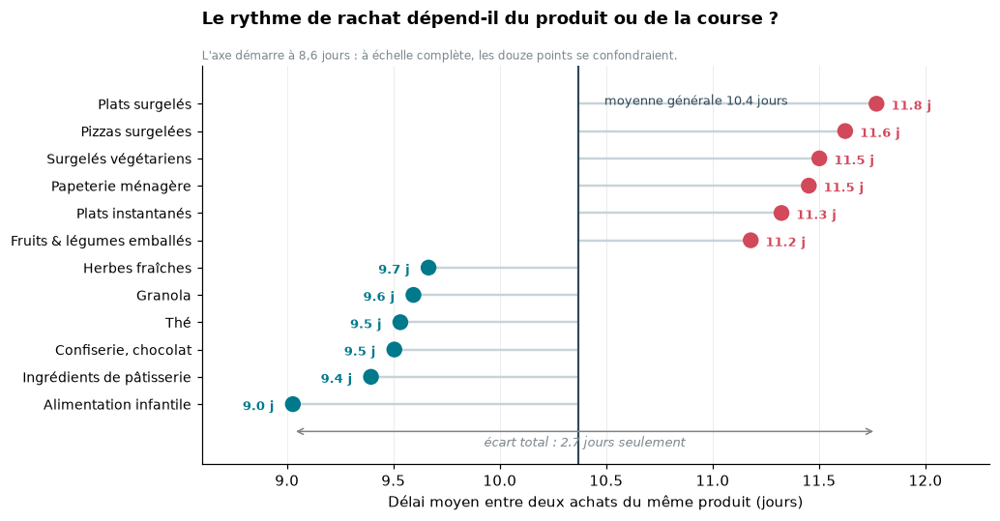 Le rythme de rachat dépend-il du produit ou de la course ?
L'axe démarre à 8,6 jours : à échelle complète, les douze points se confondraient.
moyenne générale 10.4 jours
Plats surgelés 11.8 j
Pizzas surgelées 11.6 j
Surgelés végétariens 11.5 j
Papeterie ménagère 11.5 j
Plats instantanés 11.3 j
Fruits & légumes emballés 11.2 j
Herbes fraîches 9.7 j
Granola 9.6 j
Thé 9.5 j
Confiserie, chocolat 9.5 j
Ingrédients de pâtisserie 9.4 j
Alimentation infantile 9.0 j
écart total : 2.7 jours seulement
9.0 9.5 10.0 10.5 11.0 11.5 12.0
Délai moyen entre deux achats du même produit (jours)